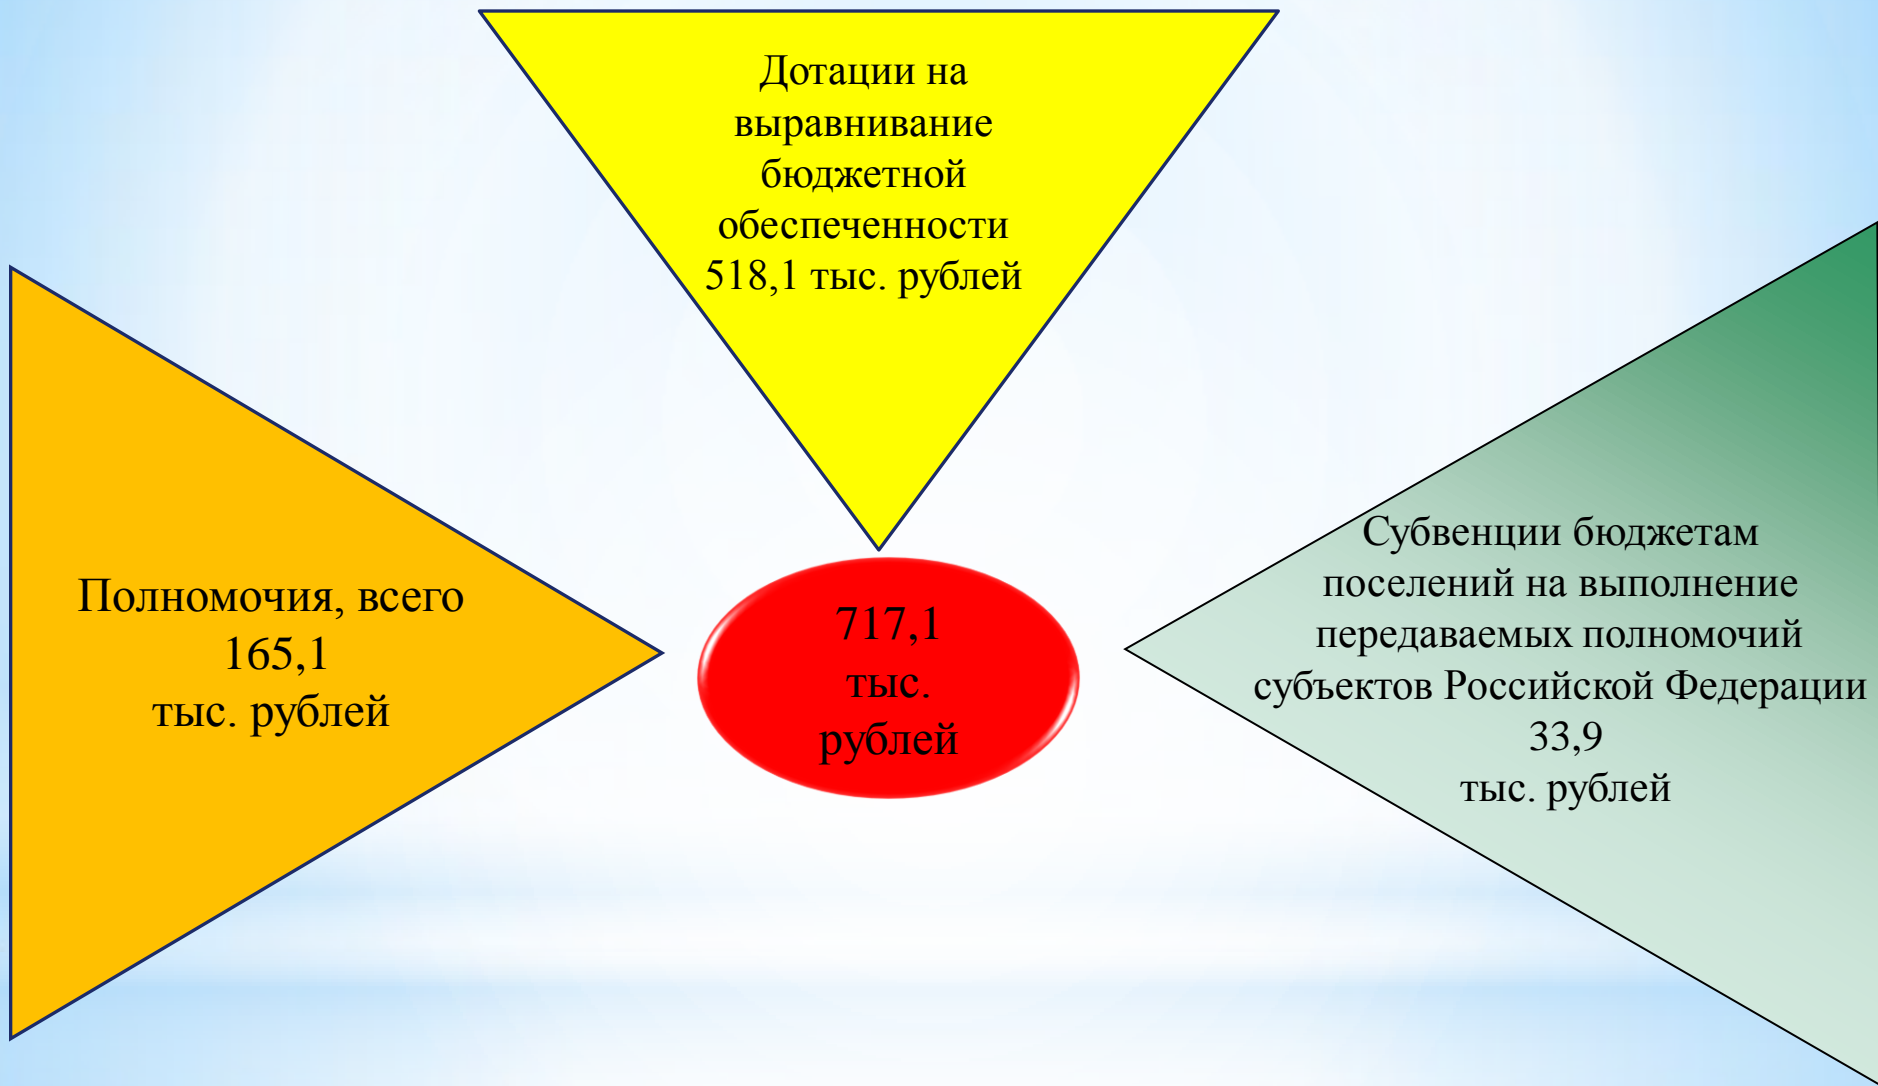 Дотации на
выравнивание
бюджетной
обеспеченности
518,1 тыс. рублей
Полномочия, всего
165,1
тыс. рублей
717,1
тыс.
рублей
Субвенции бюджетам
поселений на выполнение
передаваемых полномочий
субъектов Российской Федерации
33,9
тыс. рублей